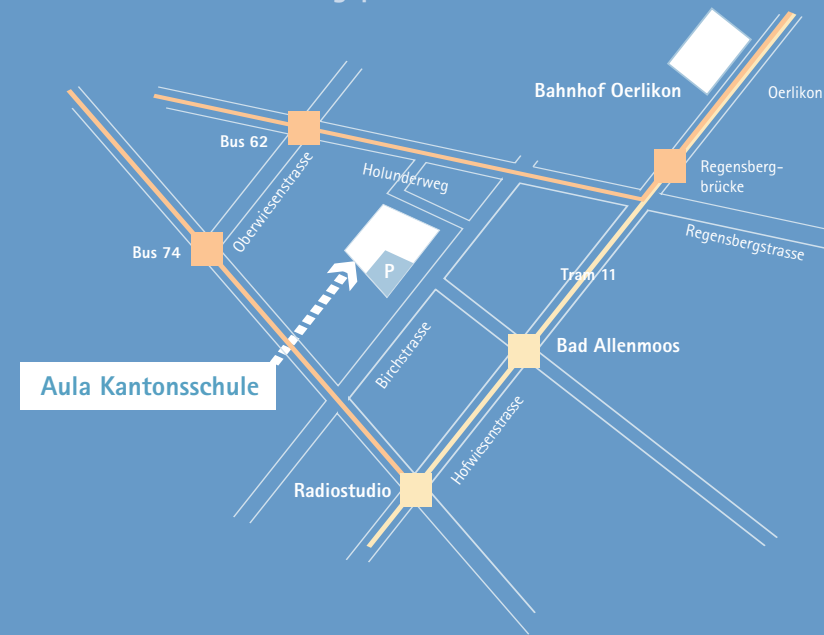 Bahnhof Oerlikon
Oerlikon
Bus 62
Regensberg-
brücke
Holunderweg
Oberwiesenstrasse
Regensbergstrasse
Bus 74
P
Tram 11
Bad Allenmoos
Birchstrasse
Aula Kantonsschule
Hofwiesenstrasse
Radiostudio